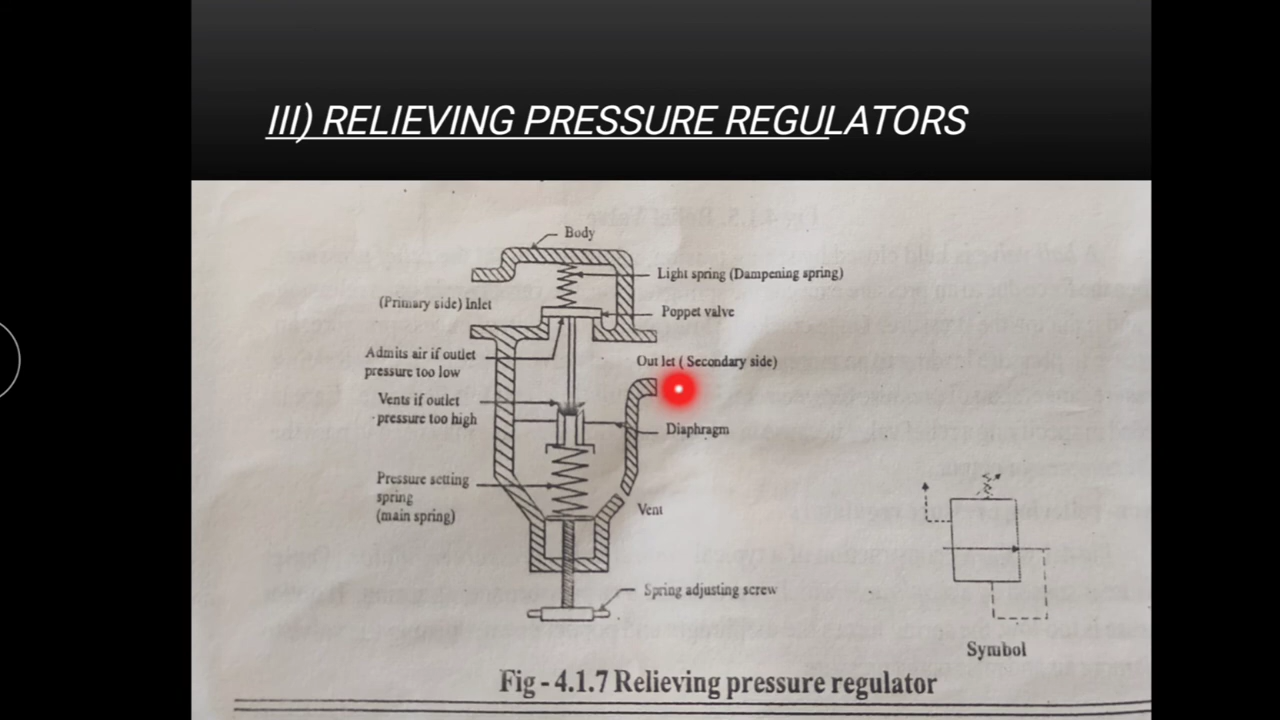 III) RELIEVING PRESSURE REGULATORS
Body
Light spring (Dampening spring)
(Primary side) Inlet
Poppet valve
Admits air if outlet
pressure too low
Out let ( Secondary side)
Vents if outlet
pressure too high
Diaphragm
Pressure setting
spring
(main spring)
Vent
Spring adjusting screw
Symbol
Fig - 4.1.7 Relieving pressure regulator